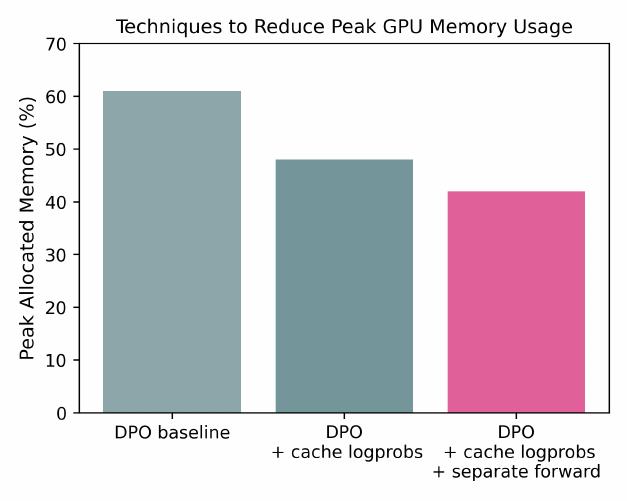 Techniques to Reduce Peak GPU Memory Usage
Peak Allocated Memory (%)
70
60
50
40
30
20
10
0
DPO baseline
DPO
+ cache logprobs
DPO
+ cache logprobs
+ separate forward